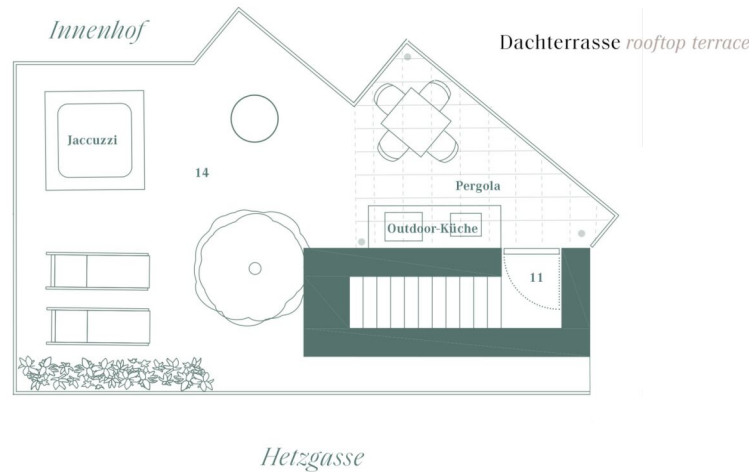 Innenhof
Dachterrasse rooftop terrace
Jaccuzzi
14
Pergola
Outdoor-Küche
11
Hetzgasse